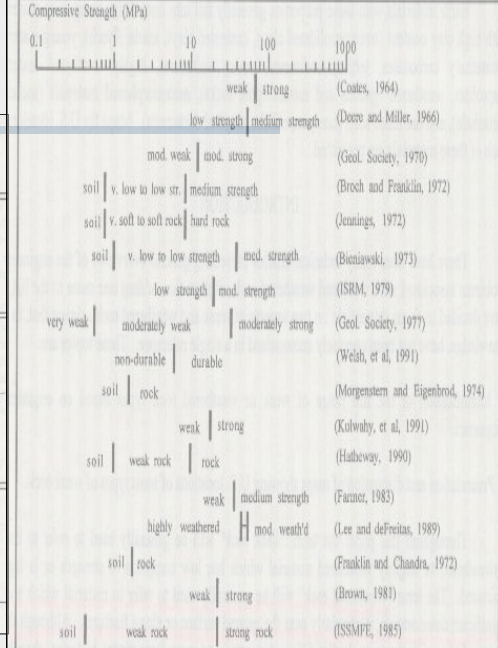 Compressive Strength (MPa)
0.1 1 10 100 1000
weak strong (Coates, 1964)
low strength medium strength (Deere and Miller, 1966)
mod. weak mod. strong (Geol. Society, 1970)
soil v. low to low str. medium strength (Broch and Franklin, 1972)
soil v. soft to soft rock hard rock (Jennings, 1972)
soil v. low to low strength med. strength (Bieniawski, 1973)
low strength mod. strength (ISRM, 1979)
very weak moderately weak moderately strong (Geol. Society, 1977)
non-durable durable (Welsh, et al, 1991)
soil rock (Morgenstern and Eigenbrod, 1974)
weak strong (Kulwahy, et al, 1991)
soil weak rock rock (Hatheway, 1990)
weak medium strength (Farmer, 1983)
highly weathered mod. weath'd (Lee and deFreitas, 1989)
soil rock (Franklin and Chandra, 1972)
weak strong (Brown, 1981)
soil weak rock strong rock (ISSMFE, 1985)